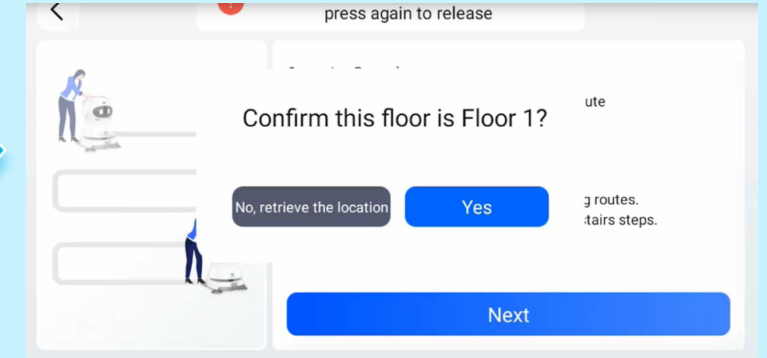 press again to release
Confirm this floor is Floor 1?
ute
No, retrieve the location
Yes
g routes.
stairs steps.
Next